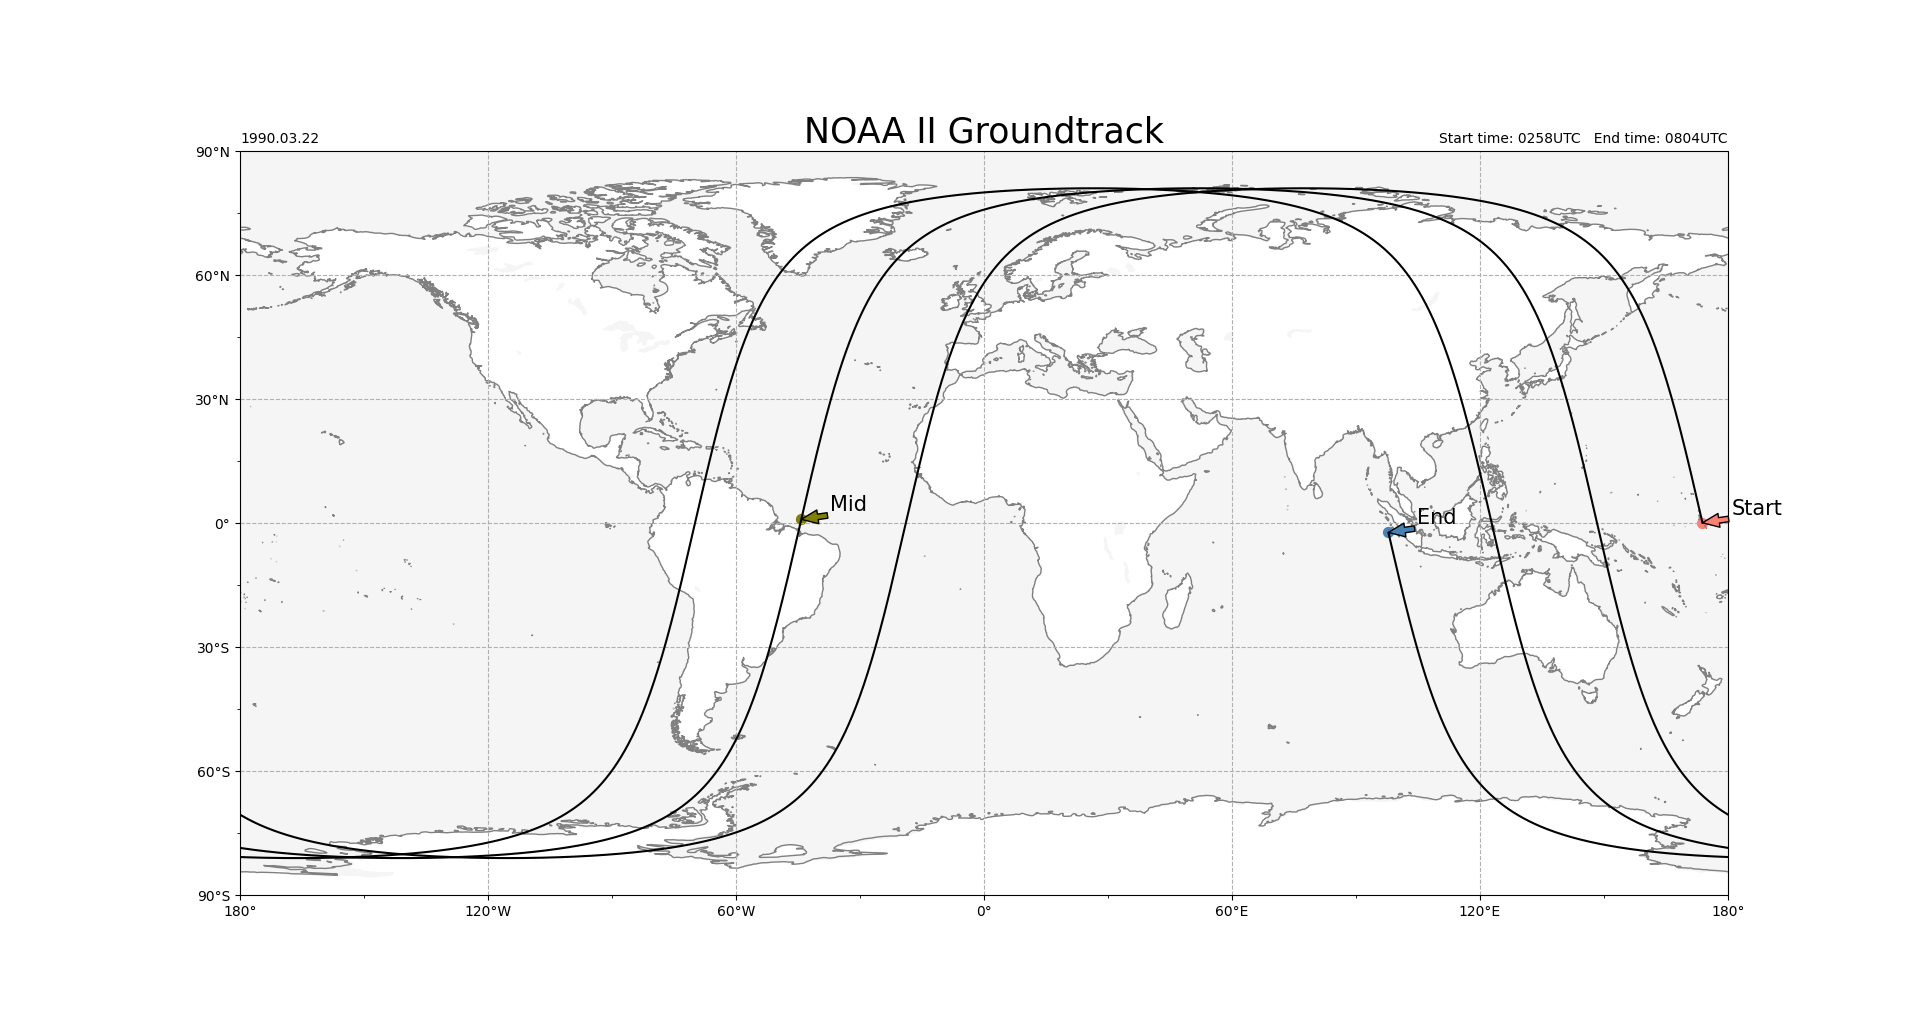 NOAA II Groundtrack
1990.03.22
Start time: 0258UTC   End time: 0804UTC
90°N
60°N
30°N
0°
30°S
60°S
90°S
Mid
End
Start
180°
120°W
60°W
0°
60°E
120°E
180°